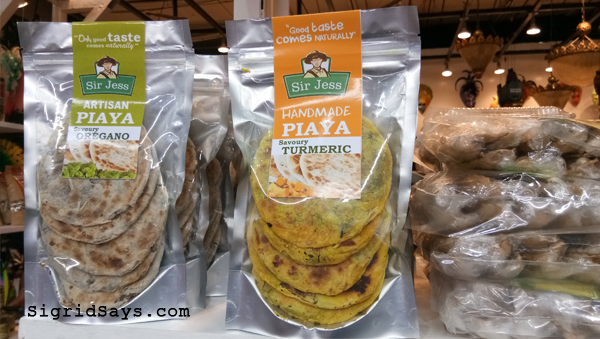 "Ooh, good taste
comes naturally"
Sir Jess
ARTISAN
PIAYA
Savoury
OREGANO
"Good taste
comes naturally"
Sir Jess
HANDMADE
PIAYA
Savoury
TURMERIC
SigridSays.com